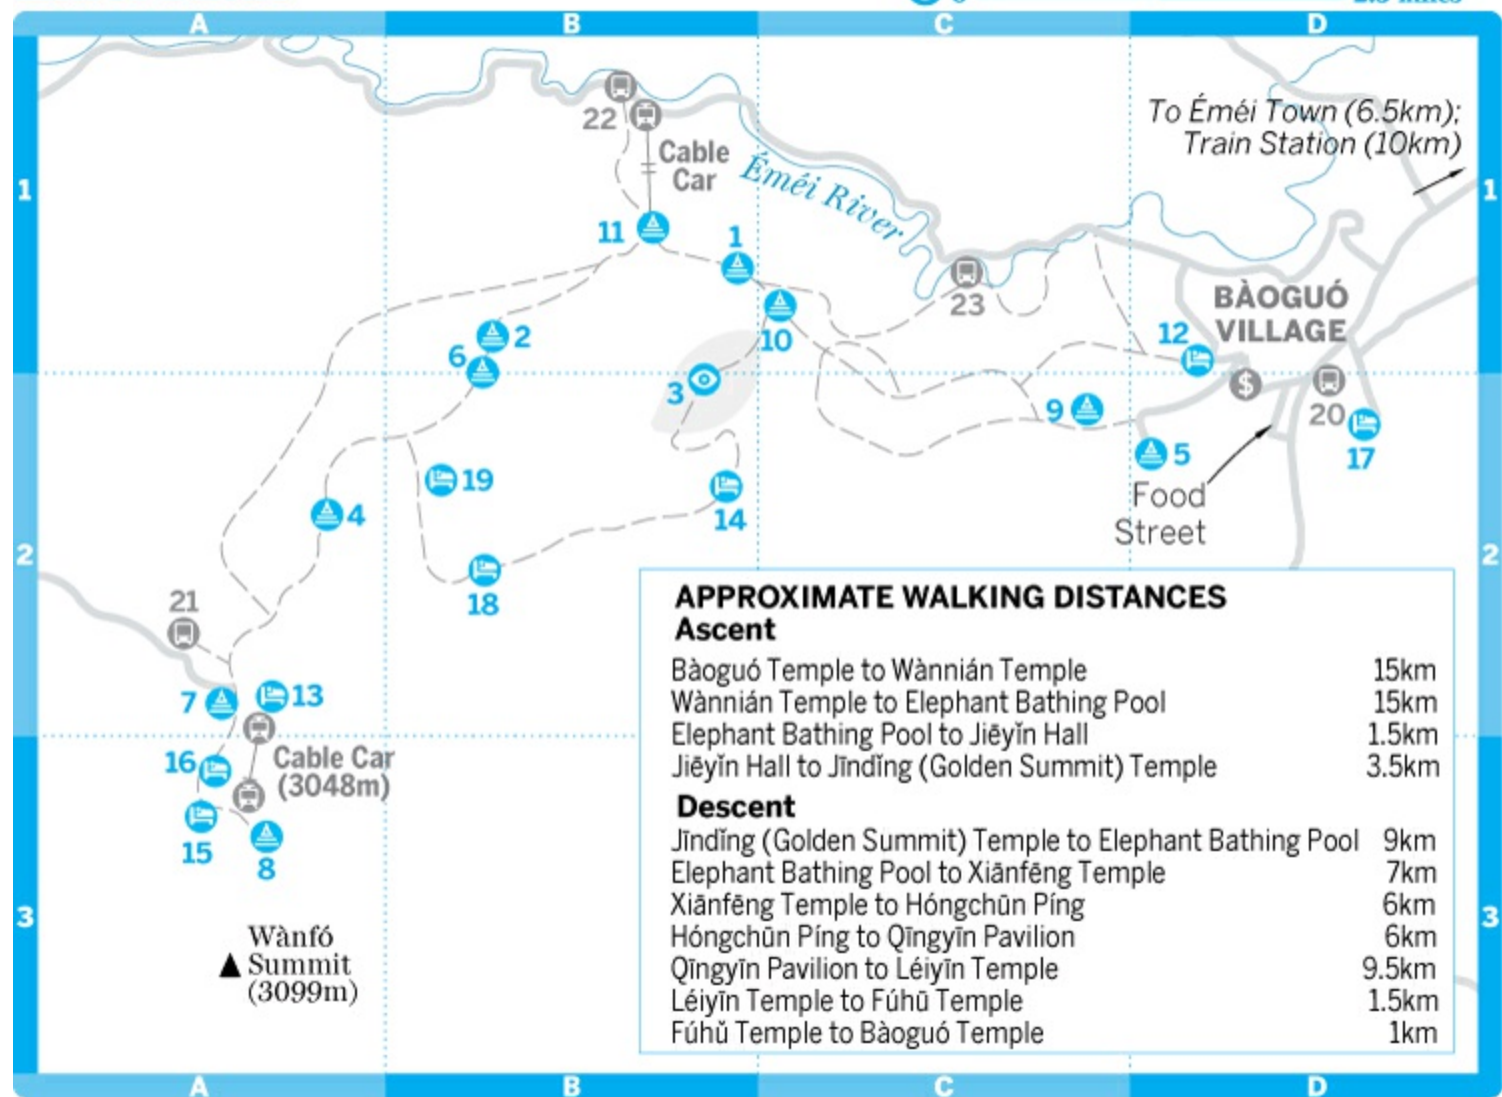 A
B
C
D
1
To Éméi Town (6.5km);
Train Station (10km)
1
22
Cable
Car
Éméi River
11
1
23
BÀOGUÓ
VILLAGE
10
12
2
6
3
9
$
20
17
5
19
14
4
Food
Street
2
2
18
21
7
13
16
Cable Car
(3048m)
15
8
Wànfó
Summit
(3099m)
APPROXIMATE WALKING DISTANCES
Ascent
Bàoguó Temple to Wànnián Temple 15km
Wànnián Temple to Elephant Bathing Pool 15km
Elephant Bathing Pool to Jiēyǐn Hall 1.5km
Jiēyǐn Hall to Jīndǐng (Golden Summit) Temple 3.5km
Descent
Jīndǐng (Golden Summit) Temple to Elephant Bathing Pool 9km
Elephant Bathing Pool to Xiānfēng Temple 7km
Xiānfēng Temple to Hóngchūn Píng 6km
Hóngchūn Píng to Qīngyīn Pavilion 6km
Qīngyīn Pavilion to Léiyīn Temple 9.5km
Léiyīn Temple to Fúhū Temple 1.5km
Fúhǔ Temple to Bàoguó Temple 1km
3
3
A
B
C
D